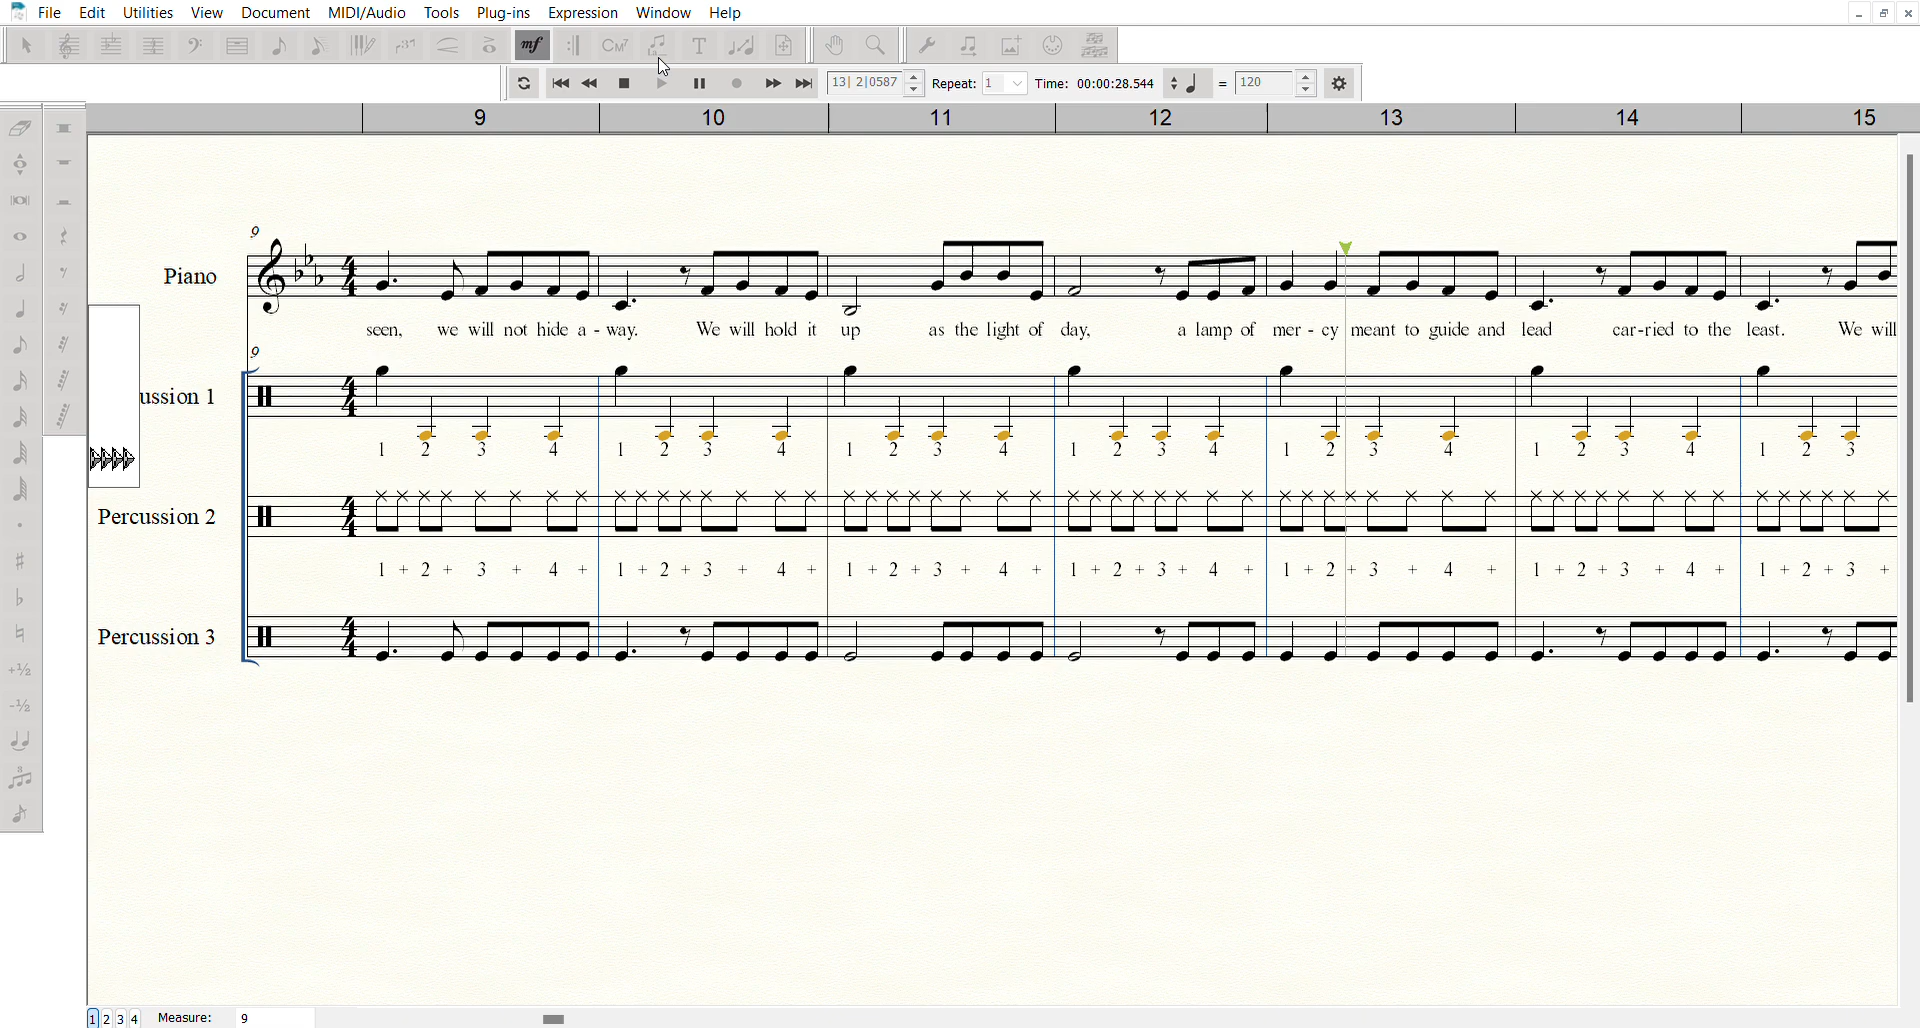 File Edit Utilities View Document MIDI/Audio Tools Plug-ins Expression Window Help
mf CM7 T
13| 2|0587 Repeat: 1 Time: 00:00:28.544 = 120
9 10 11 12 13 14 15
9
Piano
seen, we will not hide a - way. We will hold it up as the light of day, a lamp of mer - cy meant to guide and lead car-ried to the least. We will
9
ussion 1
1 2 3 4 1 2 3 4 1 2 3 4 1 2 3 4 1 2 3 4 1 2 3 4 1 2 3
Percussion 2
1 + 2 + 3 + 4 + 1 + 2 + 3 + 4 + 1 + 2 + 3 + 4 + 1 + 2 + 3 + 4 + 1 + 2 + 3 + 4 + 1 + 2 + 3 + 4 + 1 + 2 + 3 +
Percussion 3
+½
-½
1 2 3 4 Measure: 9